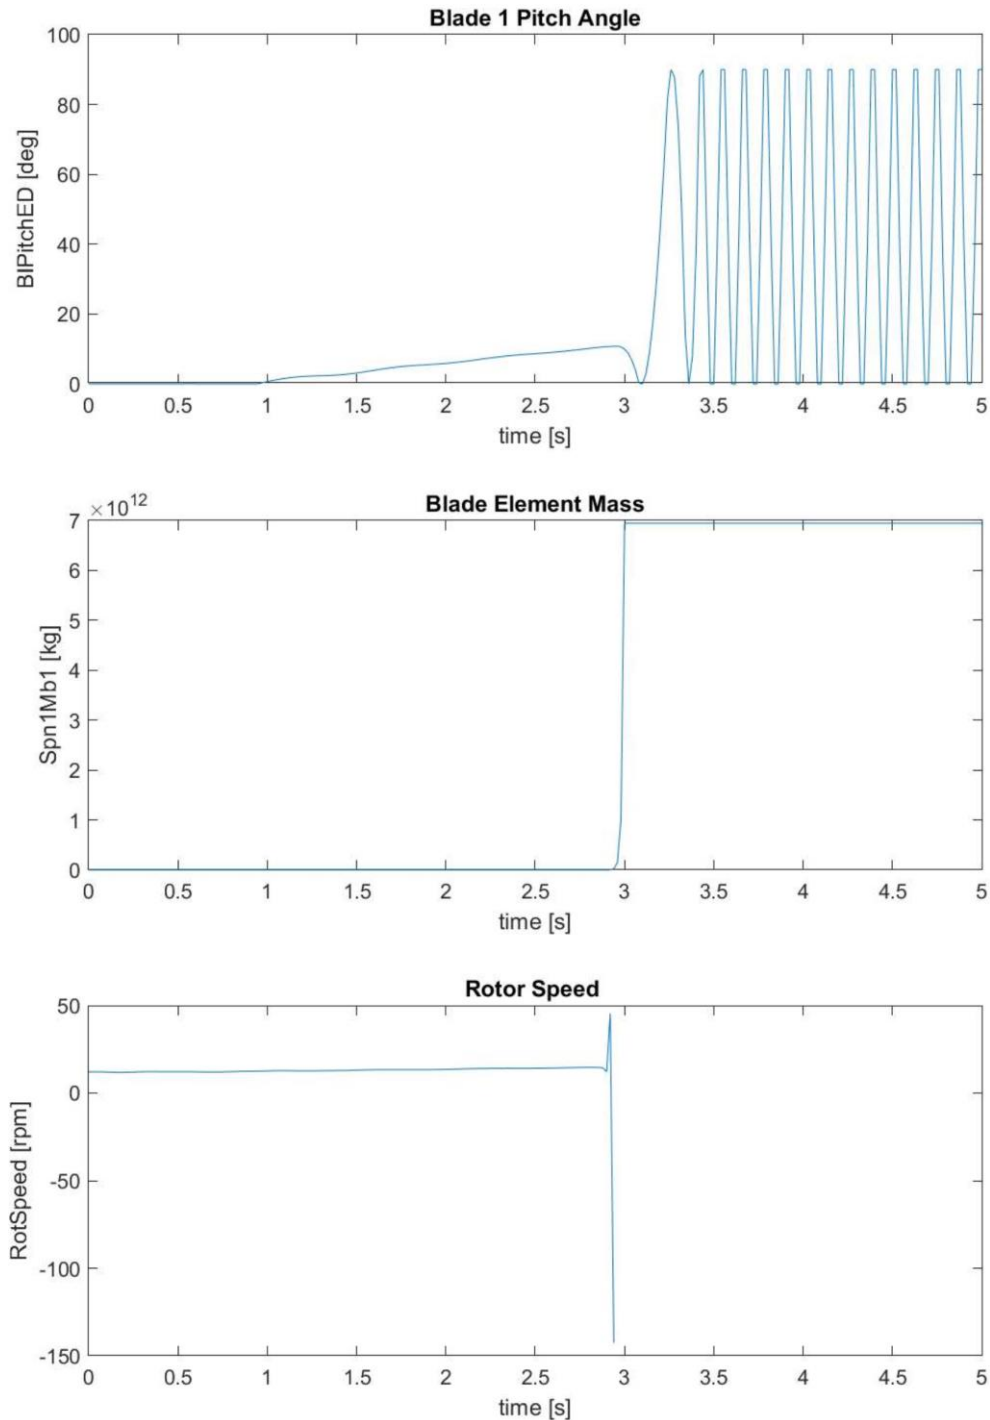 Blade 1 Pitch Angle
100
80
60
40
20
0
BlPitchED [deg]
0 0.5 1 1.5 2 2.5 3 3.5 4 4.5 5
time [s]
Blade Element Mass
×10^12
7
6
5
4
3
2
1
0
Spn1Mb1 [kg]
0 0.5 1 1.5 2 2.5 3 3.5 4 4.5 5
time [s]
Rotor Speed
50
0
-50
-100
-150
RotSpeed [rpm]
0 0.5 1 1.5 2 2.5 3 3.5 4 4.5 5
time [s]